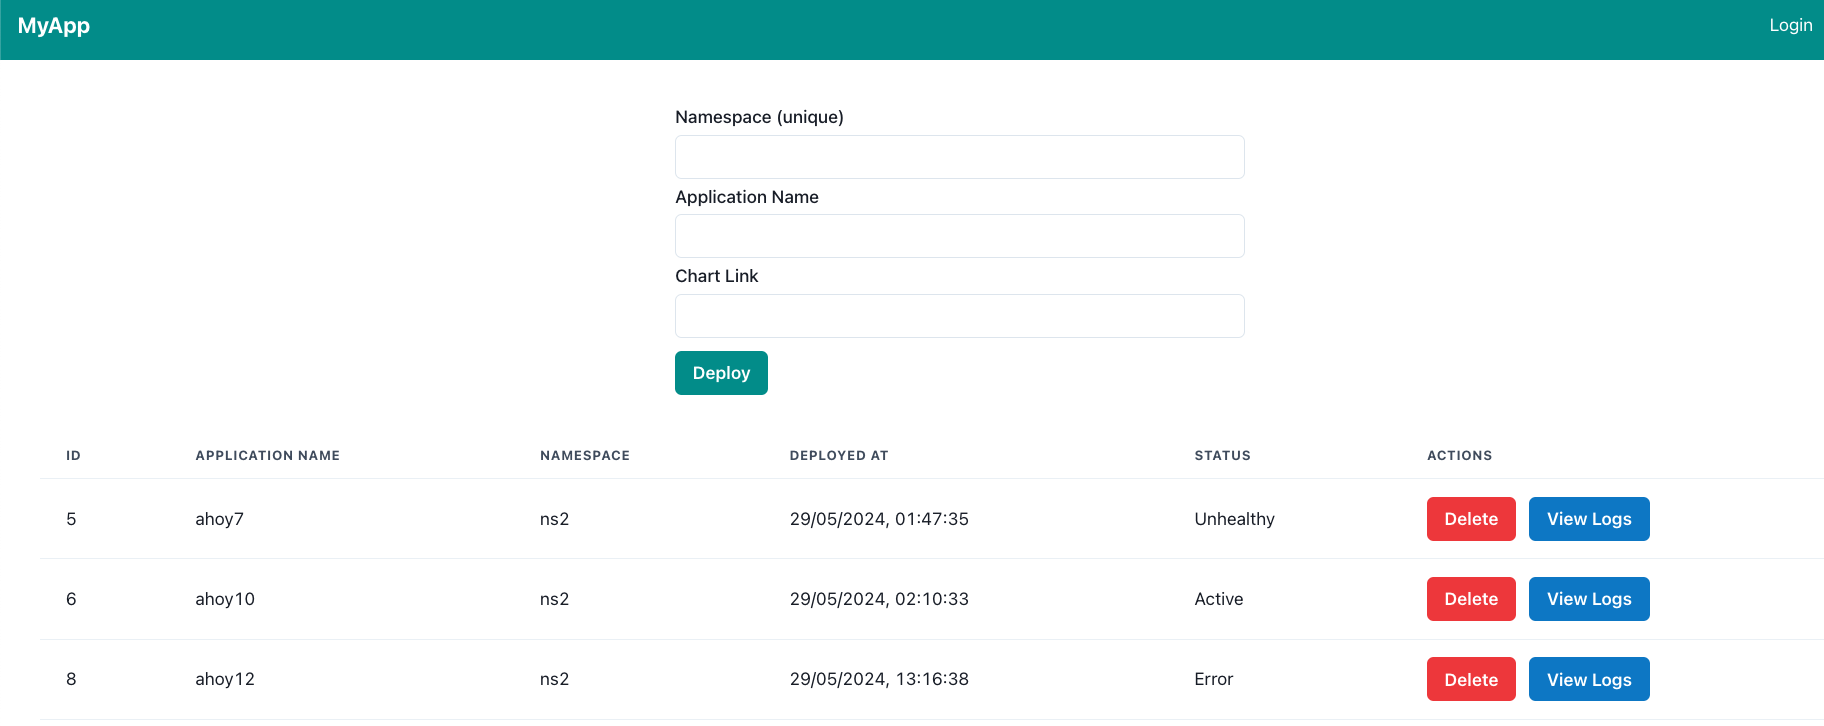 MyApp Login
Namespace (unique)
Application Name
Chart Link
Deploy
ID APPLICATION NAME NAMESPACE DEPLOYED AT STATUS ACTIONS
5 ahoy7 ns2 29/05/2024, 01:47:35 Unhealthy Delete View Logs
6 ahoy10 ns2 29/05/2024, 02:10:33 Active Delete View Logs
8 ahoy12 ns2 29/05/2024, 13:16:38 Error Delete View Logs